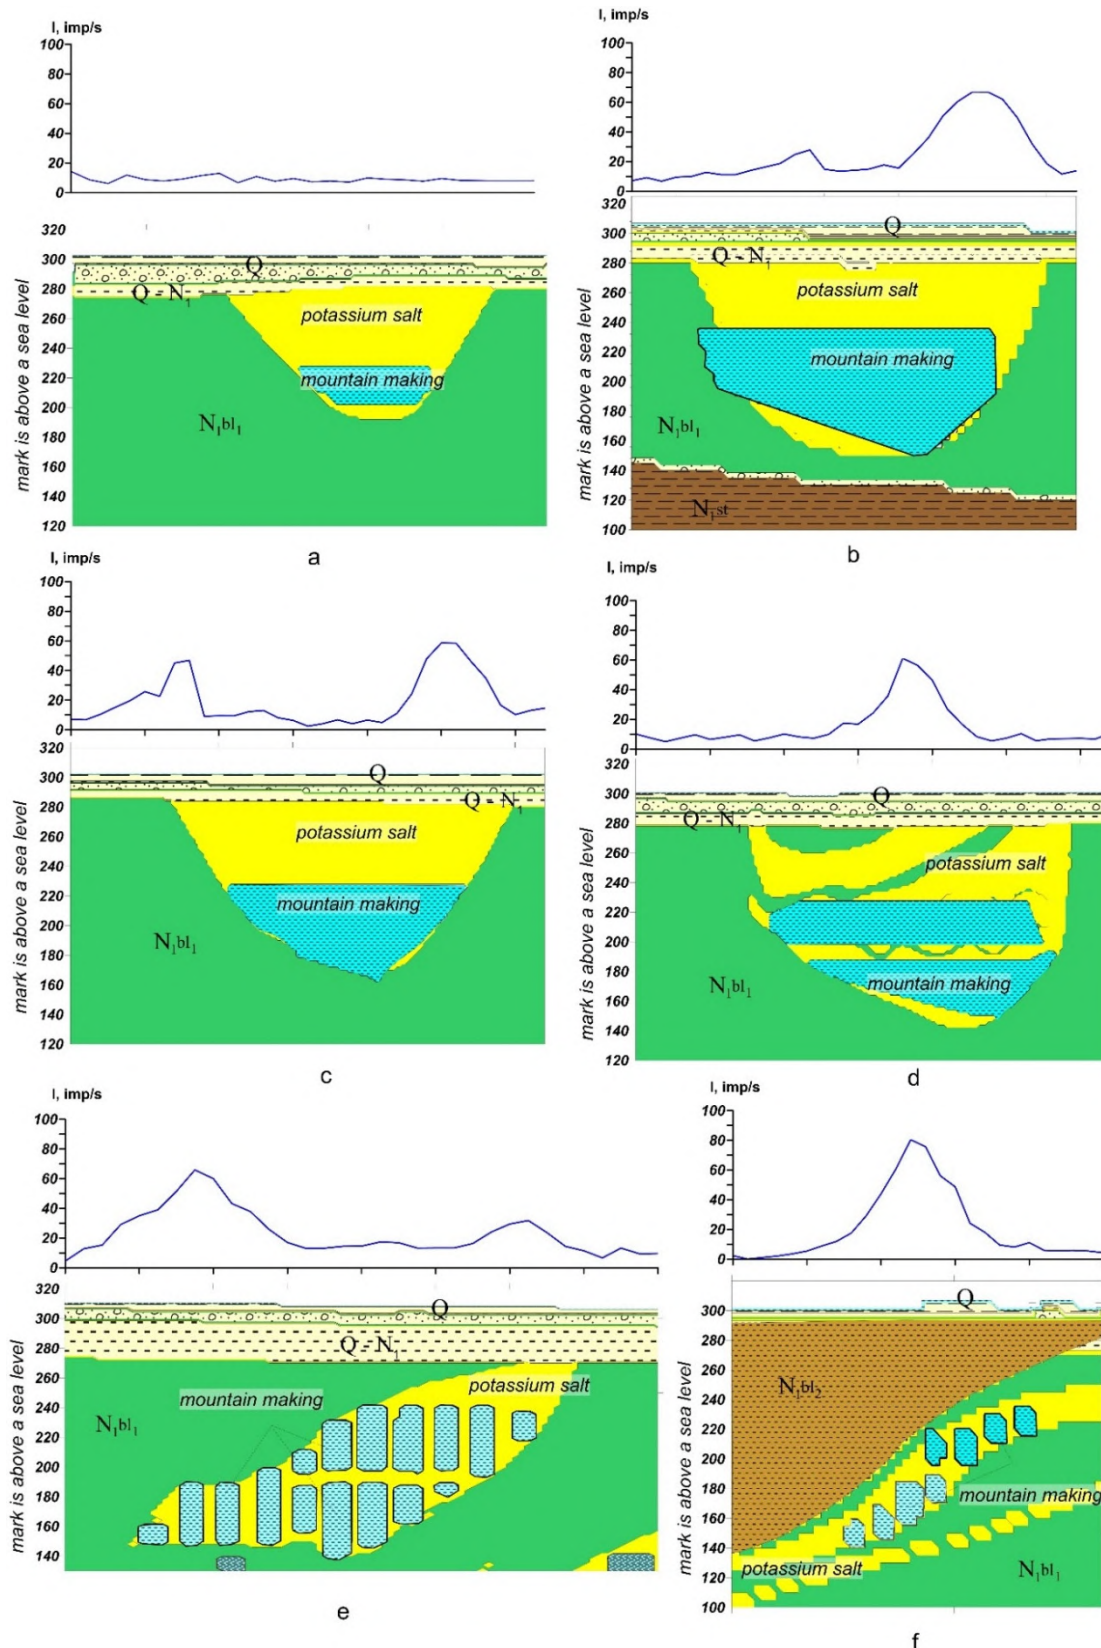 I, imp/s
100
80
60
40
20
0
320
300
280
260
240
220
200
180
160
140
120
mark is above a sea level
Q
Q - N₁
potassium salt
mountain making
N₁bl₁
a
I, imp/s
100
80
60
40
20
0
320
300
280
260
240
220
200
180
160
140
120
100
mark is above a sea level
Q
Q - N₁
potassium salt
mountain making
N₁bl₁
N₁st
b
I, imp/s
100
80
60
40
20
0
320
300
280
260
240
220
200
180
160
140
120
mark is above a sea level
Q
Q - N₁
potassium salt
mountain making
N₁bl₁
c
I, imp/s
100
80
60
40
20
0
320
300
280
260
240
220
200
180
160
140
120
mark is above a sea level
Q
Q - N₁
potassium salt
mountain making
N₁bl₁
d
I, imp/s
100
80
60
40
20
0
320
300
280
260
240
220
200
180
160
140
mark is above a sea level
Q
Q - N₁
potassium salt
mountain making
N₁bl₁
e
I, imp/s
100
80
60
40
20
0
300
280
260
240
220
200
180
160
140
120
100
mark is above a sea level
Q
N₁bl₂
mountain making
potassium salt
N₁bl₁
f